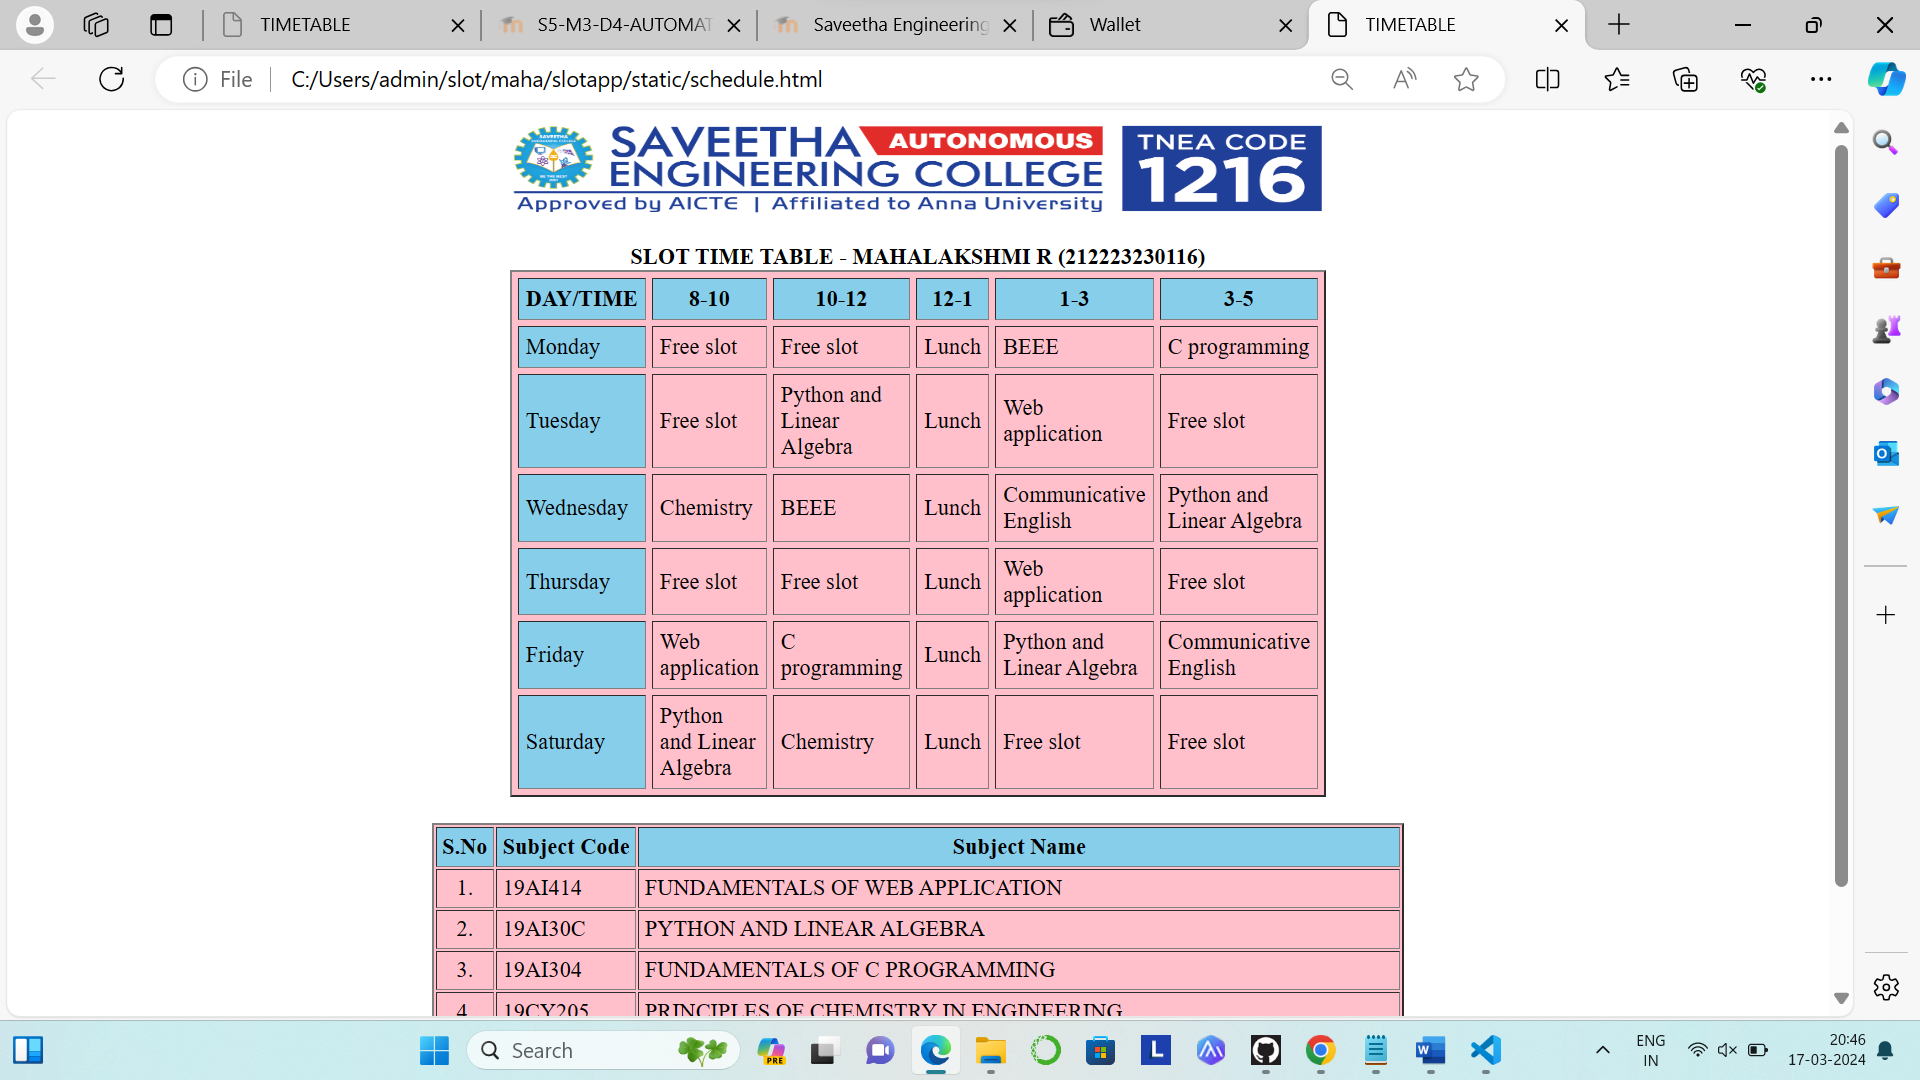 TIMETABLE
S5-M3-D4-AUTOMAT
Saveetha Engineering
Wallet
TIMETABLE
File
C:/Users/admin/slot/maha/slotapp/static/schedule.html
SAVEETHA AUTONOMOUS
ENGINEERING COLLEGE
Approved by AICTE | Affiliated to Anna University
TNEA CODE
1216
SLOT TIME TABLE - MAHALAKSHMI R (212223230116)
DAY/TIME 8-10 10-12 12-1 1-3 3-5
Monday Free slot Free slot Lunch BEEE C programming
Tuesday Free slot Python and Linear Algebra Lunch Web application Free slot
Wednesday Chemistry BEEE Lunch Communicative English Python and Linear Algebra
Thursday Free slot Free slot Lunch Web application Free slot
Friday Web application C programming Lunch Python and Linear Algebra Communicative English
Saturday Python and Linear Algebra Chemistry Lunch Free slot Free slot
S.No Subject Code Subject Name
1. 19AI414 FUNDAMENTALS OF WEB APPLICATION
2. 19AI30C PYTHON AND LINEAR ALGEBRA
3. 19AI304 FUNDAMENTALS OF C PROGRAMMING
4. 19CY205 PRINCIPLES OF CHEMISTRY IN ENGINEERING
Search
PRE
ENG
IN
20:46
17-03-2024